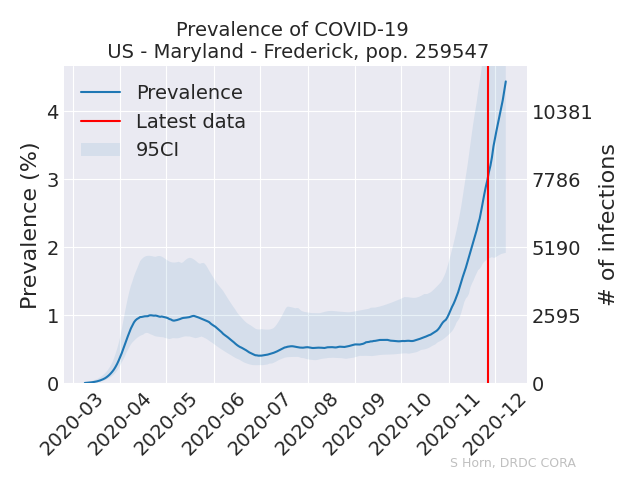 Prevalence of COVID-19
US - Maryland - Frederick, pop. 259547
Prevalence
Latest data
95CI
Prevalence (%)
4
3
2
1
0
10381
7786
5190
2595
0
# of infections
2020-03
2020-04
2020-05
2020-06
2020-07
2020-08
2020-09
2020-10
2020-11
2020-12
S Horn, DRDC CORA